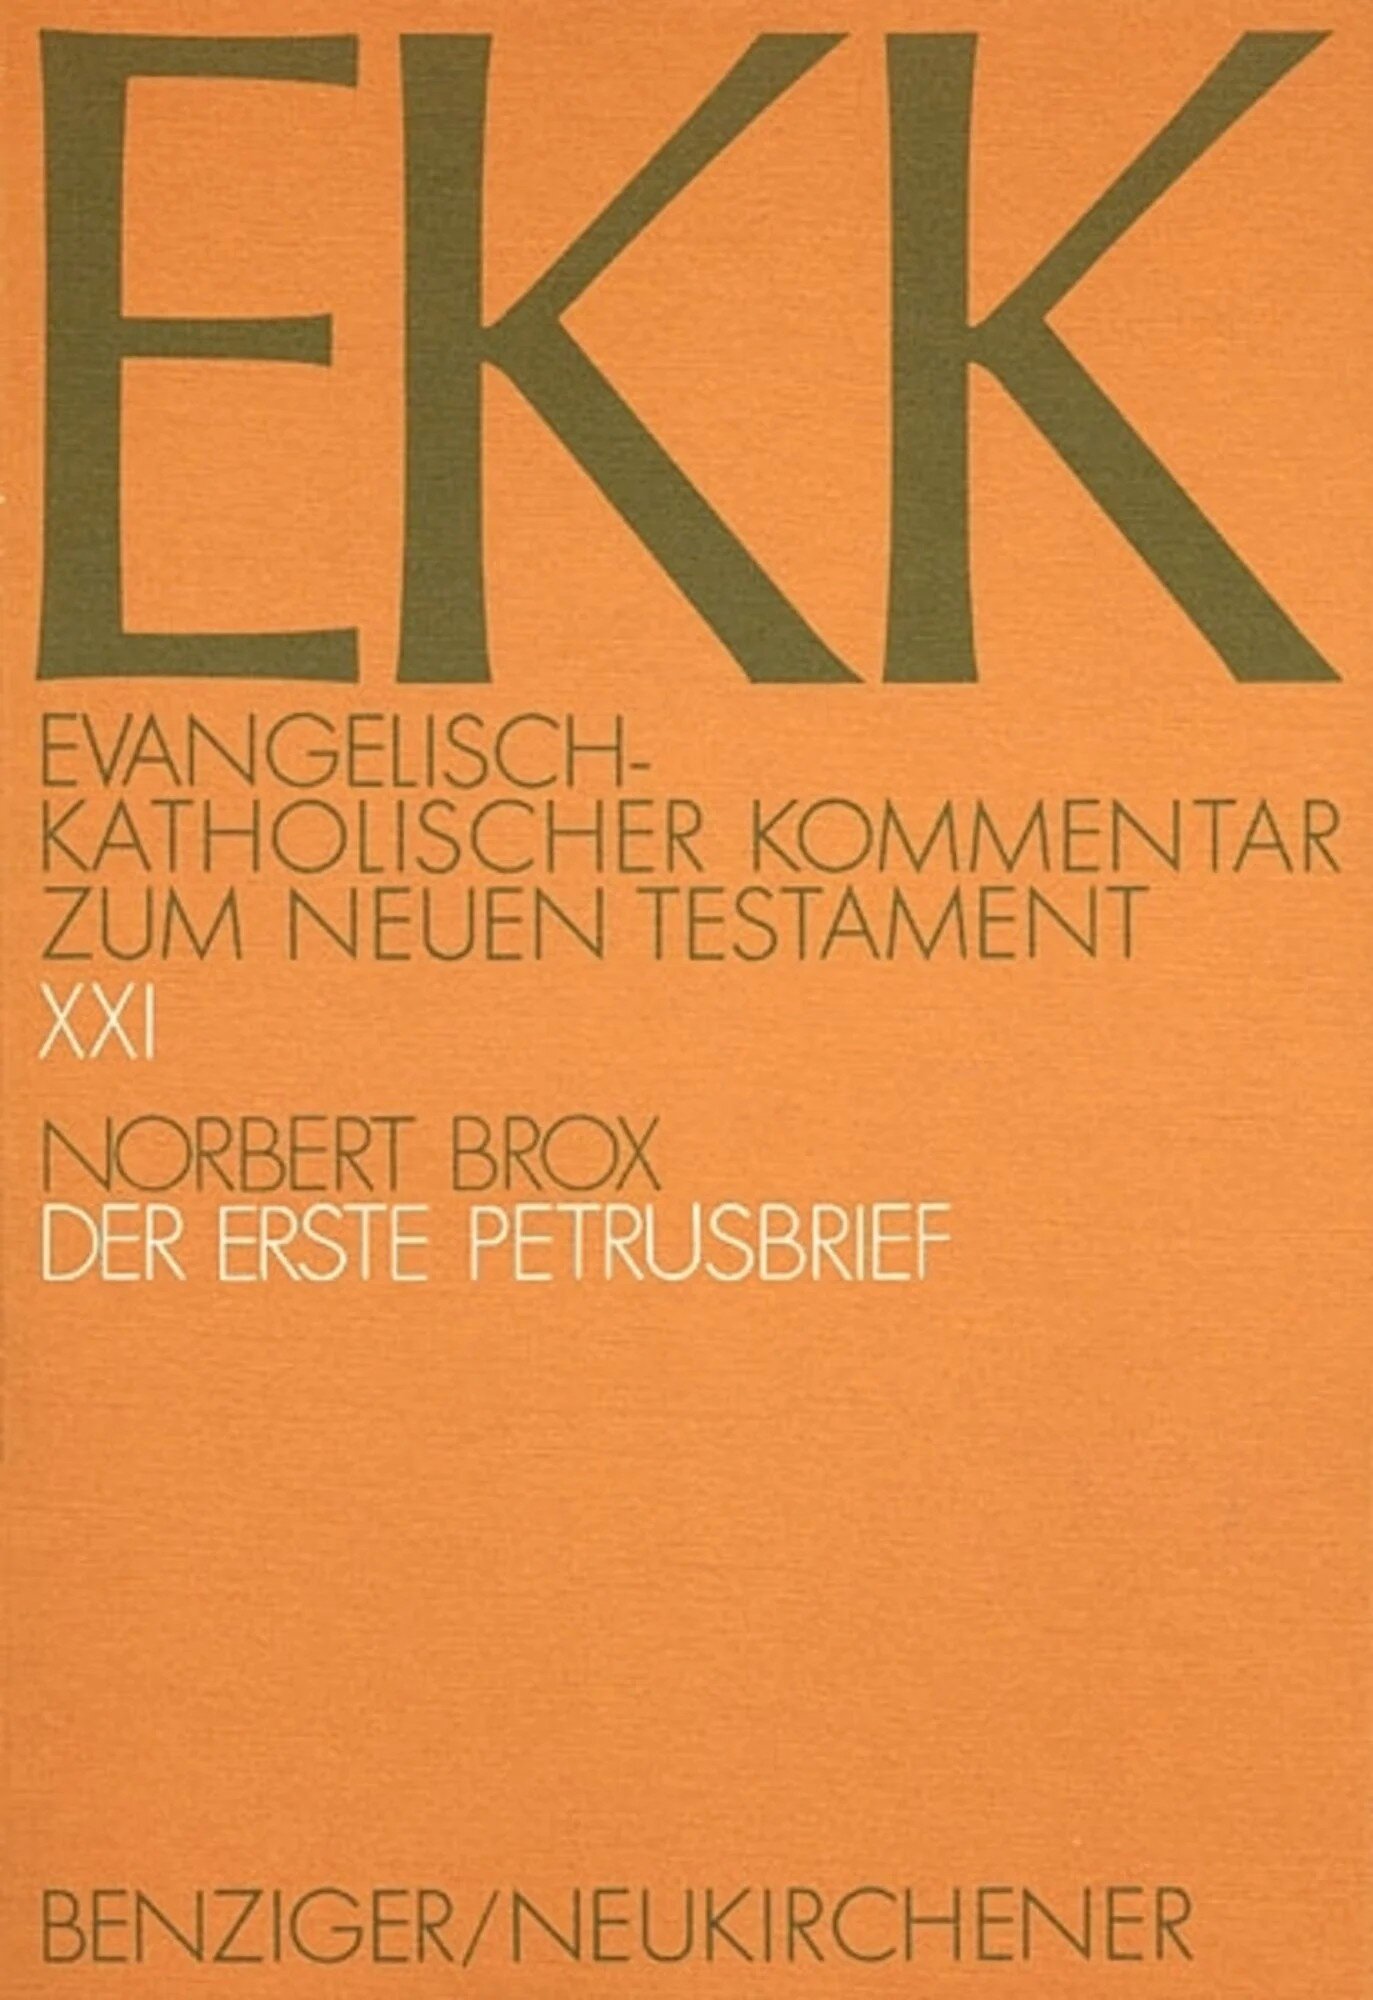 EKK
EVANGELISCH-
KATHOLISCHER KOMMENTAR
ZUM NEUEN TESTAMENT
XXI
NORBERT BROX
DER ERSTE PETRUSBRIEF
BENZIGER/NEUKIRCHENER